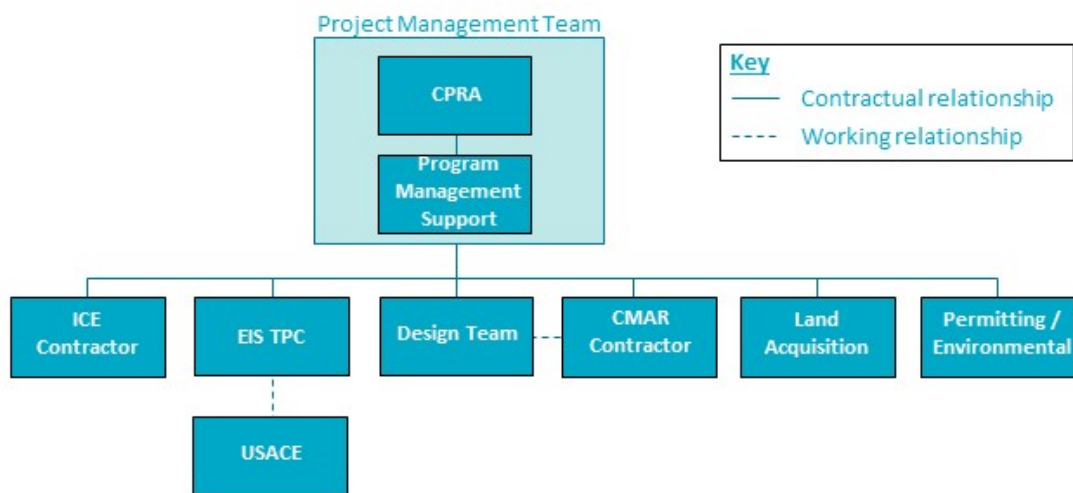 Project Management Team
CPRA
Program
Management
Support
Key
Contractual relationship
Working relationship
ICE
Contractor
EIS TPC
Design Team
CMAR
Contractor
Land
Acquisition
Permitting /
Environmental
USACE